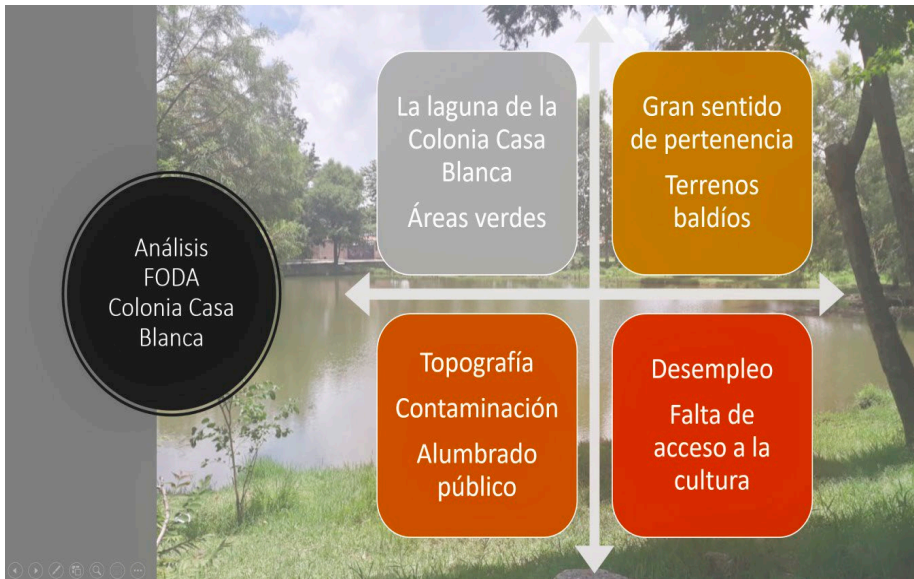 Análisis
FODA
Colonia Casa
Blanca
La laguna de la
Colonia Casa
Blanca
Áreas verdes
Gran sentido
de pertenencia
Terrenos
baldíos
Topografía
Contaminación
Alumbrado
público
Desempleo
Falta de
acceso a la
cultura